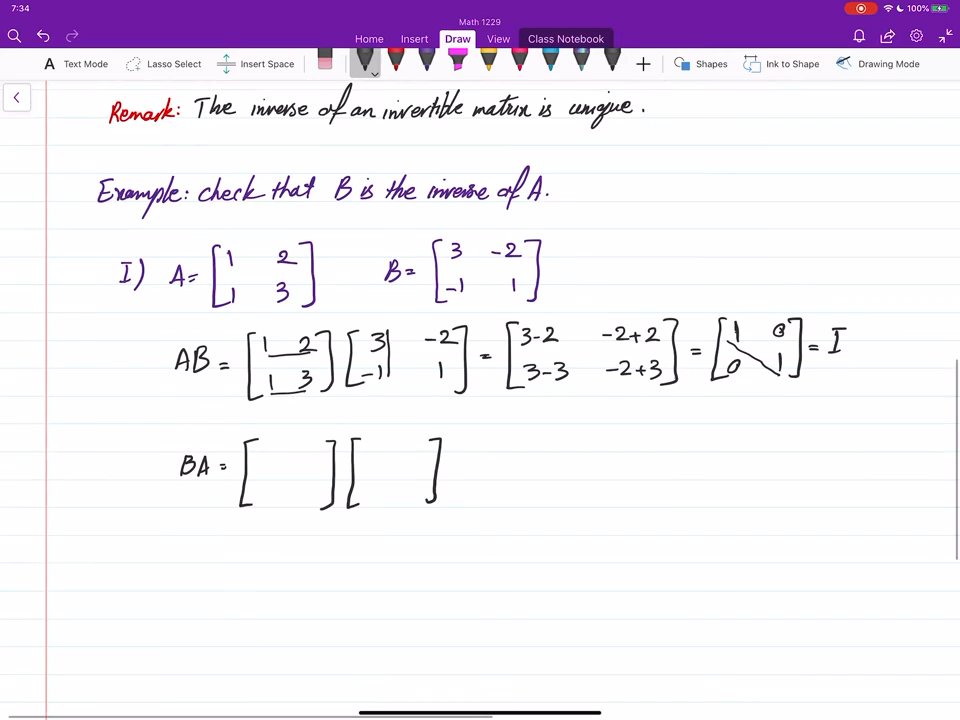 7:34
100%
Math 1229
Home Insert Draw View Class Notebook
A Text Mode Lasso Select Insert Space Shapes Ink to Shape Drawing Mode
Remark: The inverse of an invertible matrix is unique.
Example: check that B is the inverse of A.
I) A = [1 2; 1 3] B = [3 -2; -1 1]
AB = [1 2; 1 3] [3 -2; -1 1] = [3-2 -2+2; 3-3 -2+3] = [1 0; 0 1] = I
BA = [ ] [ ]